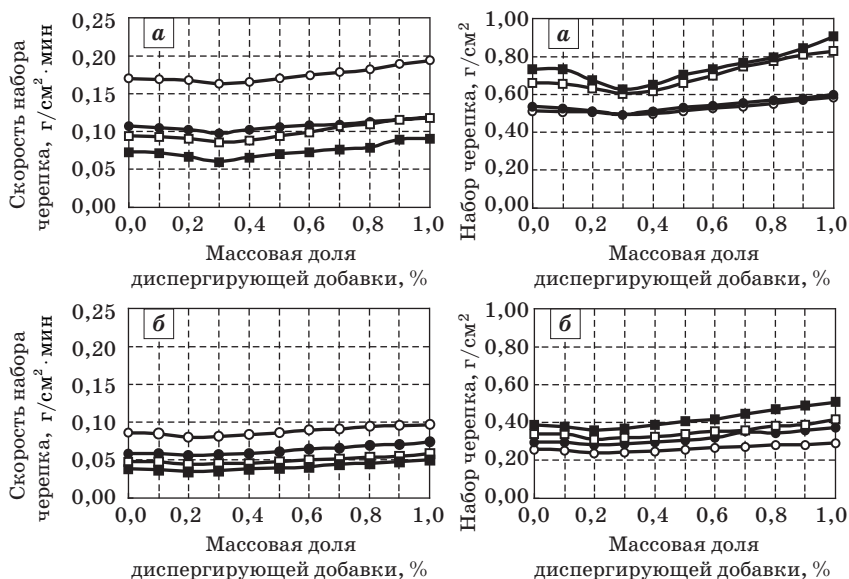 Скорость набора
черепка, г/см² · мин
0,25
0,20
0,15
0,10
0,05
0,00
а
0,0 0,2 0,4 0,6 0,8 1,0
Массовая доля
диспергирующей добавки, %
Набор черепка, г/см²
1,00
0,80
0,60
0,40
0,20
0,00
а
0,0 0,2 0,4 0,6 0,8 1,0
Массовая доля
диспергирующей добавки, %
Скорость набора
черепка, г/см² · мин
0,25
0,20
0,15
0,10
0,05
0,00
б
0,0 0,2 0,4 0,6 0,8 1,0
Массовая доля
диспергирующей добавки, %
Набор черепка, г/см²
1,00
0,80
0,60
0,40
0,20
0,00
б
0,0 0,2 0,4 0,6 0,8 1,0
Массовая доля
диспергирующей добавки, %